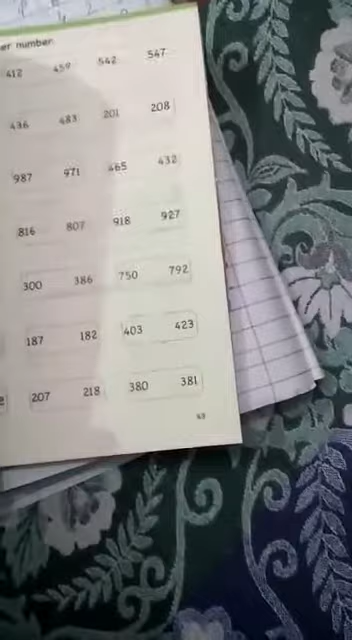 er number.
412 459 542 547
436 483 201 208
987 971 465 432
816 807 918 927
300 386 750 792
187 182 403 423
207 218 380 381